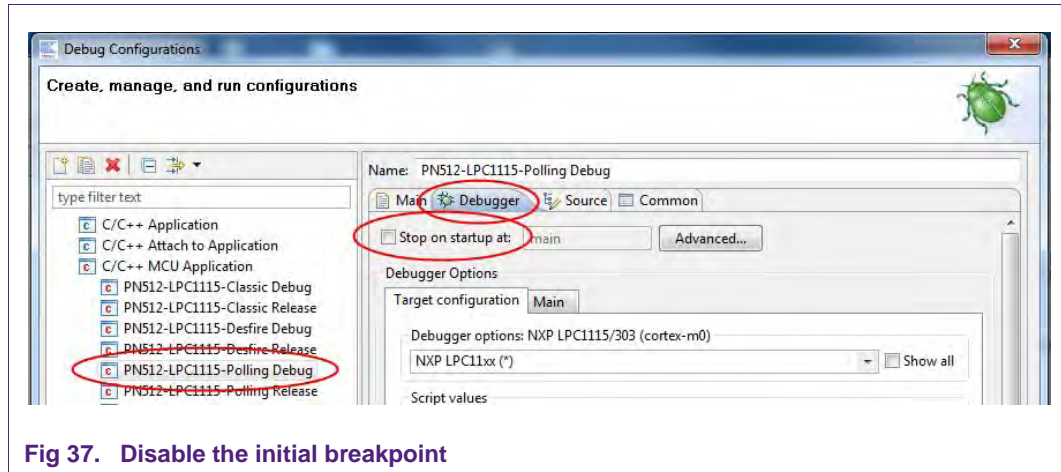 Debug Configurations
Create, manage, and run configurations
type filter text
C/C++ Application
C/C++ Attach to Application
C/C++ MCU Application
PN512-LPC1115-Classic Debug
PN512-LPC1115-Classic Release
PN512-LPC1115-Desfire Debug
PN512-LPC1115-Desfire Release
PN512-LPC1115-Polling Debug
PN512-LPC1115-Polling Release
Name: PN512-LPC1115-Polling Debug
Main Debugger Source Common
Stop on startup at: main Advanced...
Debugger Options
Target configuration Main
Debugger options: NXP LPC1115/303 (cortex-m0)
NXP LPC11xx (*) Show all
Script values
Fig 37. Disable the initial breakpoint